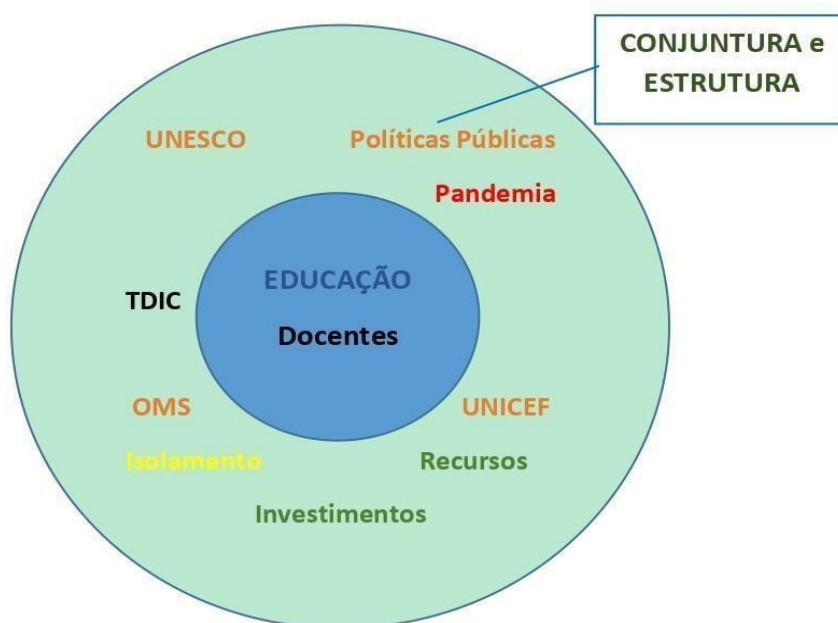 CONJUNTURA e
ESTRUTURA
UNESCO
Políticas Públicas
Pandemia
EDUCAÇÃO
TDIC
Docentes
OMS
UNICEF
Isolamento
Recursos
Investimentos